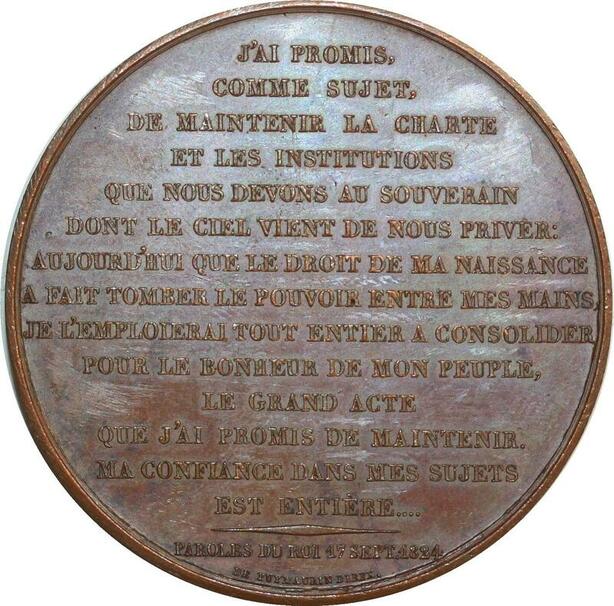 J'AI PROMIS,
COMME SUJET,
DE MAINTENIR LA CHARTE
ET LES INSTITUTIONS
QUE NOUS DEVONS AU SOUVERAIN
DONT LE CIEL VIENT DE NOUS PRIVER:
AUJOURD'HUI QUE LE DROIT DE MA NAISSANCE
A FAIT TOMBER LE POUVOIR ENTRE MES MAINS,
JE L'EMPLOIERAI TOUT ENTIER A CONSOLIDER
POUR LE BONHEUR DE MON PEUPLE,
LE GRAND ACTE
QUE J'AI PROMIS DE MAINTENIR.
MA CONFIANCE DANS MES SUJETS
EST ENTIÈRE....
PAROLES DU ROI 17 SEPT. 1824.
DE PUYMAURIN DIREX.